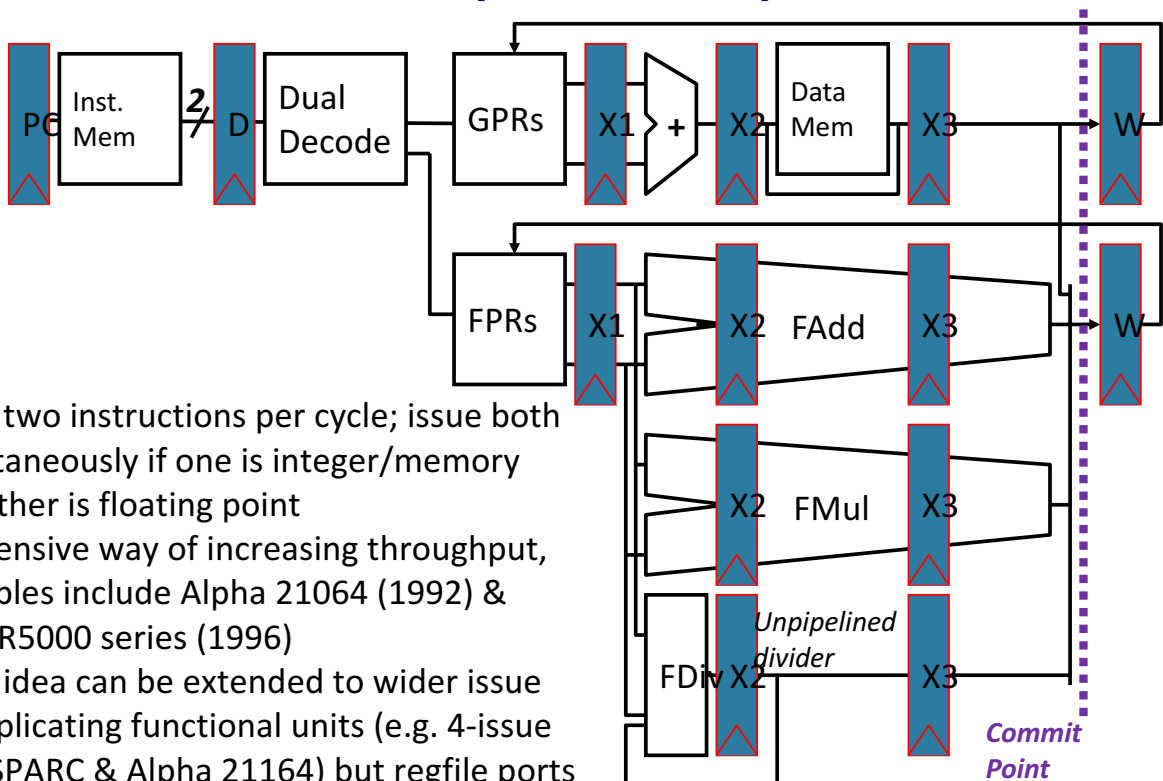 PC
Inst.
Mem
2
D
Dual
Decode
GPRs
X1
+
X2
Data
Mem
X3
W
FPRs
X1
X2
FAdd
X3
W
two instructions per cycle; issue both
taneously if one is integer/memory
ther is floating point
ensive way of increasing throughput,
ples include Alpha 21064 (1992) &
R5000 series (1996)
idea can be extended to wider issue
plicating functional units (e.g. 4-issue
SPARC & Alpha 21164) but regfile ports
X2
FMul
X3
FDiv
X2
Unpipelined
divider
X3
Commit
Point